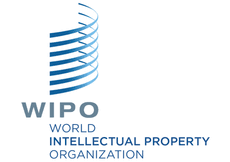 WIPO
WORLD
INTELLECTUAL PROPERTY
ORGANIZATION